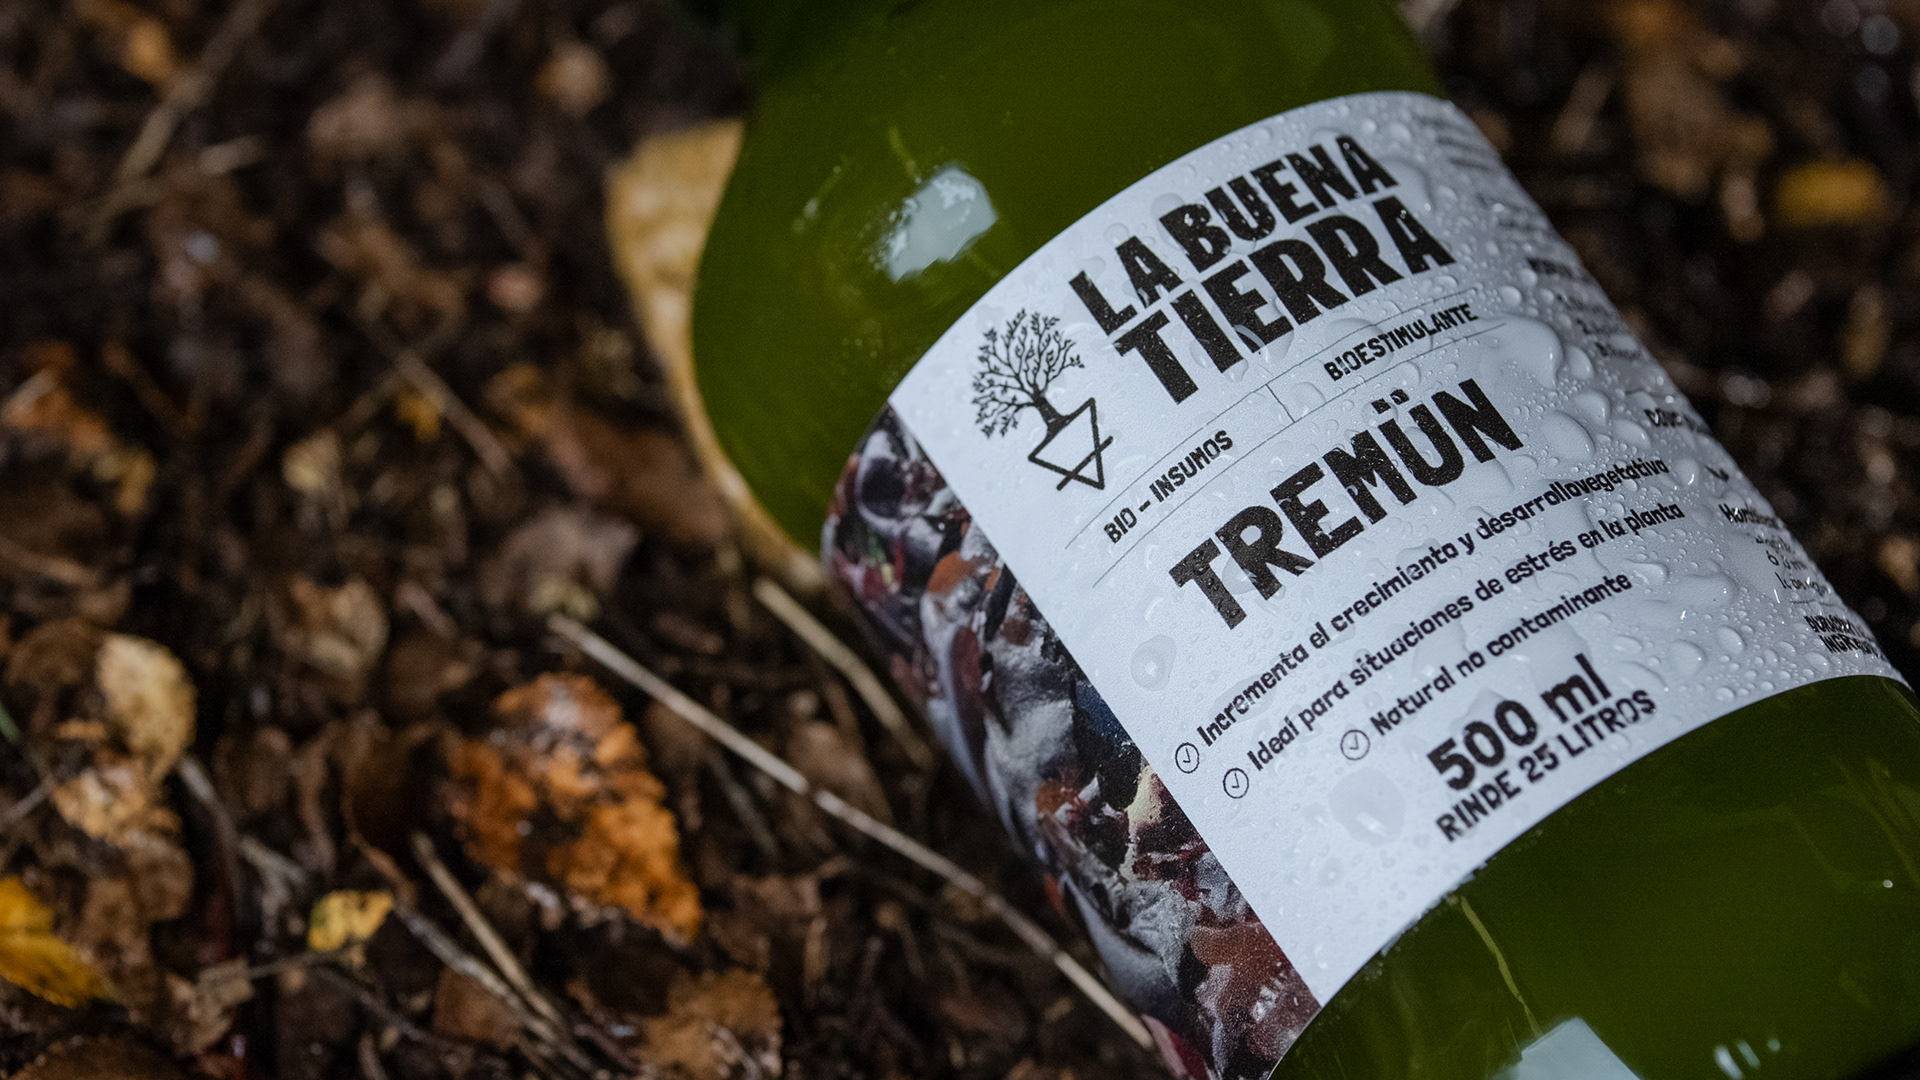 LA BUENA
TIERRA
BIO - INSUMOS
BIOESTIMULANTE
TREMÜN
Incrementa el crecimiento y desarrollovegetativo
Ideal para situaciones de estrés en la planta
Natural no contaminante
500 ml
RINDE 25 LITROS